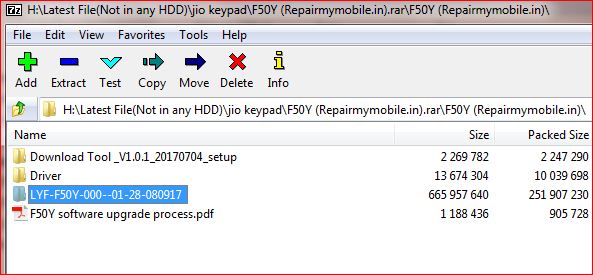 H:\Latest File(Not in any HDD)\jio keypad\F50Y (Repairmymobile.in).rar\F50Y (Repairmymobile.in)\
File Edit View Favorites Tools Help
Add Extract Test Copy Move Delete Info
H:\Latest File(Not in any HDD)\jio keypad\F50Y (Repairmymobile.in).rar\F50Y (Repairmymobile.in)\
Name Size Packed Size
Download Tool _V1.0.1_20170704_setup 2 269 782 2 247 290
Driver 13 674 304 10 039 698
LYF-F50Y-000--01-28-080917 665 957 640 251 907 230
F50Y software upgrade process.pdf 1 188 436 905 728